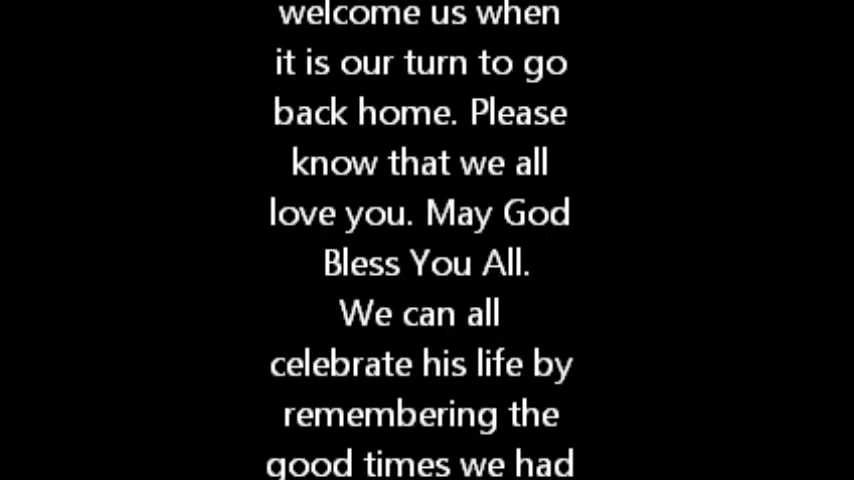 welcome us when
it is our turn to go
back home. Please
know that we all
love you. May God
Bless You All.
We can all
celebrate his life by
remembering the
good times we had